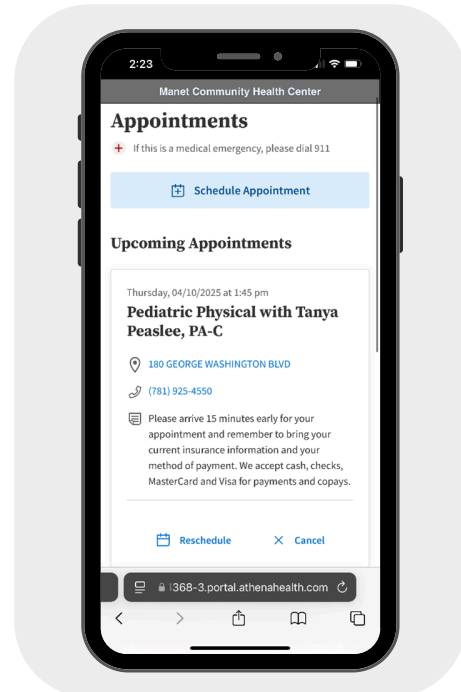 2:23
Manet Community Health Center
Appointments
If this is a medical emergency, please dial 911
Schedule Appointment
Upcoming Appointments
Thursday, 04/10/2025 at 1:45 pm
Pediatric Physical with Tanya
Peaslee, PA-C
180 GEORGE WASHINGTON BLVD
(781) 925-4550
Please arrive 15 minutes early for your
appointment and remember to bring your
current insurance information and your
method of payment. We accept cash, checks,
MasterCard and Visa for payments and copays.
Reschedule
Cancel
368-3.portal.athenahealth.com